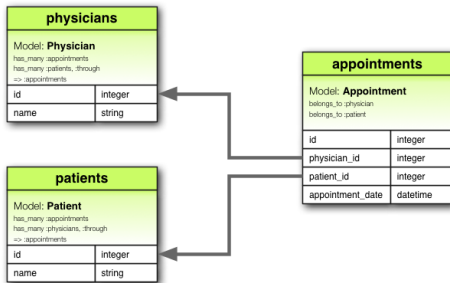 physicians
Model: Physician
has_many :appointments
has_many :patients, :through
=> :appointments
id integer
name string
appointments
Model: Appointment
belongs_to :physician
belongs_to :patient
id integer
physician_id integer
patient_id integer
appointment_date datetime
patients
Model: Patient
has_many :appointments
has_many :physicians, :through
=> :appointments
id integer
name string